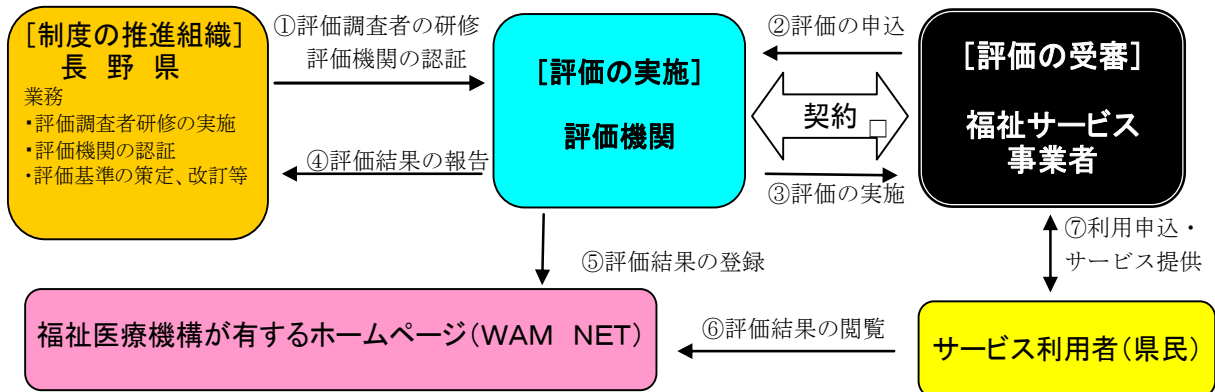 [制度の推進組織]
長 野 県
業務
・評価調査者研修の実施
・評価機関の認証
・評価基準の策定、改訂等
①評価調査者の研修
評価機関の認証
④評価結果の報告
[評価の実施]
評価機関
②評価の申込
契約
③評価の実施
[評価の受審]
福祉サービス
事業者
⑤評価結果の登録
⑦利用申込・
サービス提供
福祉医療機構が有するホームページ(WAM NET)
⑥評価結果の閲覧
サービス利用者(県民)